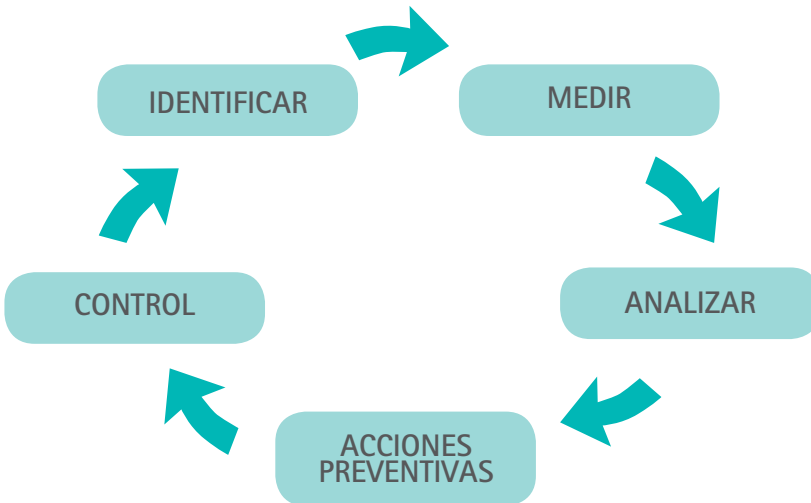 IDENTIFICAR
MEDIR
ANALIZAR
ACCIONES
PREVENTIVAS
CONTROL